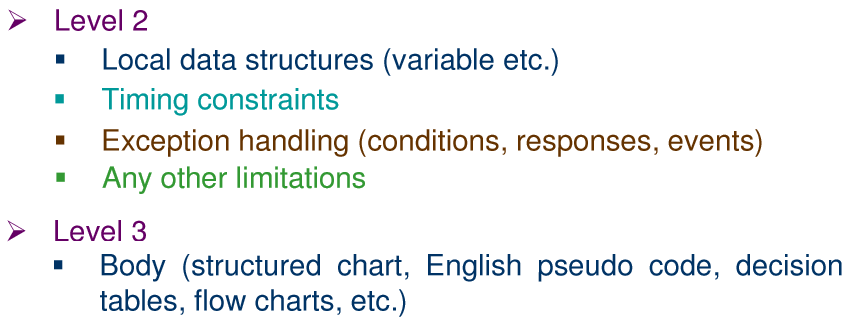 ➢ Level 2
▪ Local data structures (variable etc.)
▪ Timing constraints
▪ Exception handling (conditions, responses, events)
▪ Any other limitations
➢ Level 3
▪ Body (structured chart, English pseudo code, decision
tables, flow charts, etc.)